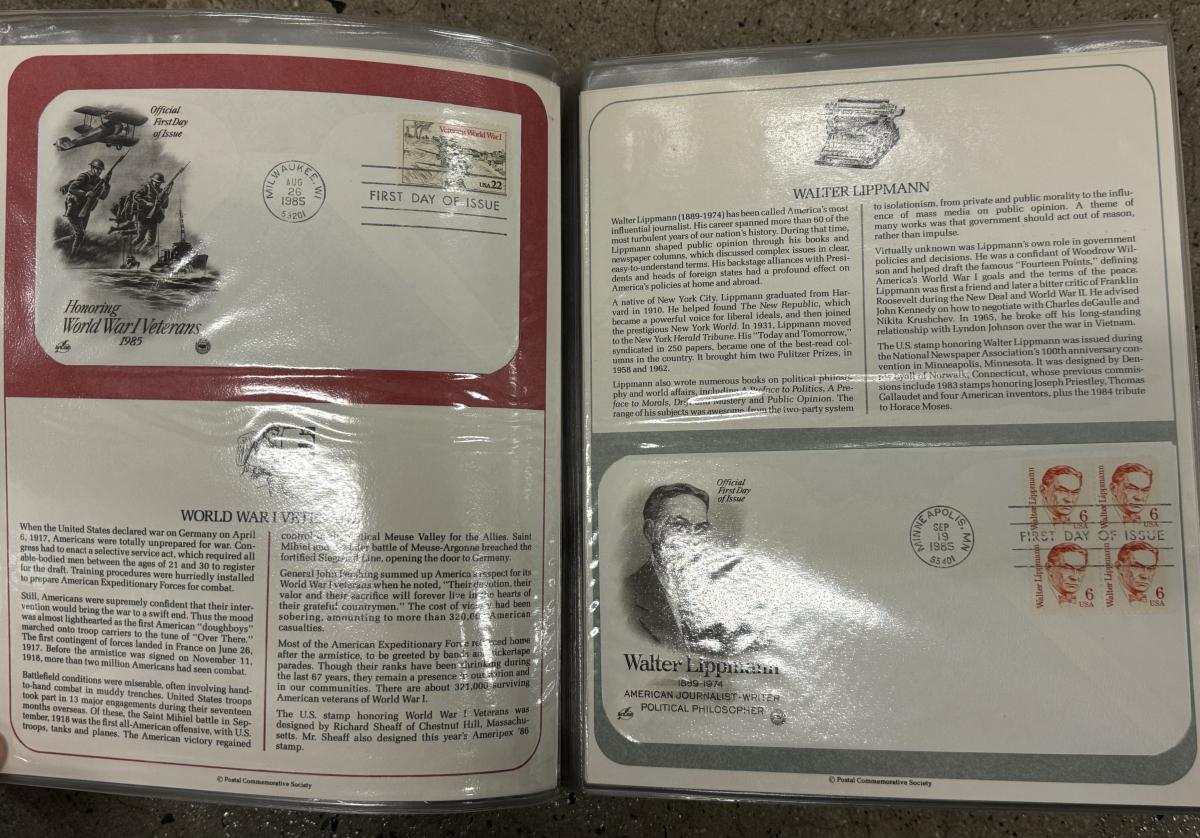 Official
First Day
of Issue
MILWAUKEE, WI
AUG
26
1985
53201
Veterans World War I
USA 22
FIRST DAY OF ISSUE
Honoring
World War I Veterans
1985
WORLD WAR I
When the United States declared war on Germany on April
6, 1917, Americans were totally unprepared for war. Con-
gress had to enact a selective service act, which required all
able-bodied men between the ages of 21 and 30 to register
for the draft. Training procedures were hurriedly installed
to prepare American Expeditionary Forces for combat.
Still, Americans were supremely confident that their inter-
vention would bring the war to a swift end. Thus the mood
was almost lighthearted as the first American "doughboys"
marched onto troop carriers to the tune of "Over There."
The first contingent of forces landed in France on June 26,
1917. Before the armistice was signed on November 11,
1918, more than two million Americans had seen combat.
Battlefield conditions were miserable, often involving hand-
to-hand combat in muddy trenches. United States troops
took part in 13 major engagements during their seventeen
months overseas. Of these, the Saint Mihiel battle in Sep-
tember, 1918 was the first all-American offensive, with U.S.
troops, tanks and planes. The American victory regained
control Meuse Valley for the Allies. Saint
Mihiel and battle of Meuse-Argonne breached the
fortified Line, opening the door to Germany.
General John Pershing summed up America's respect for its
World War I veterans when he noted, "Their devotion, their
valor and their sacrifice will forever live in the hearts of
their grateful countrymen." The cost of victory had been
sobering, amounting to more than American
casualties.
Most of the American Expeditionary Force returned home
after the armistice, to be greeted by bands and tickertape
parades. Though their ranks have been shrinking during
the last 67 years, they remain a presence in our nation and
in our communities. There are about 321,000 surviving
American veterans of World War I.
The U.S. stamp honoring World War I Veterans was
designed by Richard Sheaff of Chestnut Hill, Massachu-
setts. Mr. Sheaff also designed this year's Ameripex '86
stamp.
© Postal Commemorative Society
WALTER LIPPMANN
Walter Lippmann (1889-1974) has been called America's most
influential journalist. His career spanned more than 60 of the
most turbulent years of our nation's history. During that time,
Lippmann shaped public opinion through his books and
newspaper columns, which discussed complex issues in clear,
easy-to-understand terms. His backstage alliances with Presi-
dents and heads of foreign states had a profound effect on
America's policies at home and abroad.
A native of New York City, Lippmann graduated from Har-
vard in 1910. He helped found The New Republic, which
became a powerful voice for liberal ideals, and then joined
the prestigious New York World. In 1931, Lippmann moved
to the New York Herald Tribune. His "Today and Tomorrow,"
syndicated in 250 papers, became one of the best-read col-
umns in the country. It brought him two Pulitzer Prizes, in
1958 and 1962.
Lippmann also wrote numerous books on political philoso-
phy and world affairs, including A Preface to Politics, A Pre-
face to Morals, Drift and Mastery and Public Opinion. The
range of his subjects was awesome, from the two-party system
to isolationism, from private and public morality to the influ-
ence of mass media on public opinion. A theme of
many works was that government should act out of reason,
rather than impulse.
Virtually unknown was Lippmann's own role in government
policies and decisions. He was a confidant of Woodrow Wil-
son and helped draft the famous "Fourteen Points," defining
America's World War I goals and the terms of the peace.
Lippmann was first a friend and later a bitter critic of Franklin
Roosevelt during the New Deal and World War II. He advised
John Kennedy on how to negotiate with Charles deGaulle and
Nikita Krushchev. In 1965, he broke off his long-standing
relationship with Lyndon Johnson over the war in Vietnam.
The U.S. stamp honoring Walter Lippmann was issued during
the National Newspaper Association's 100th anniversary con-
vention in Minneapolis, Minnesota. It was designed by Den-
nis Lyall of Norwalk, Connecticut, whose previous commis-
sions include 1983 stamps honoring Joseph Priestley, Thomas
Gallaudet and four American inventors, plus the 1984 tribute
to Horace Moses.
Official
First Day
of Issue
MINNEAPOLIS, MN
SEP
19
1985
55401
Walter Lippmann
6
USA
Walter Lippmann
6
USA
FIRST DAY OF ISSUE
Walter Lippmann
6
USA
Walter Lippmann
6
USA
Walter Lippmann
1889-1974
AMERICAN JOURNALIST-WRITER
POLITICAL PHILOSOPHER
© Postal Commemorative Society